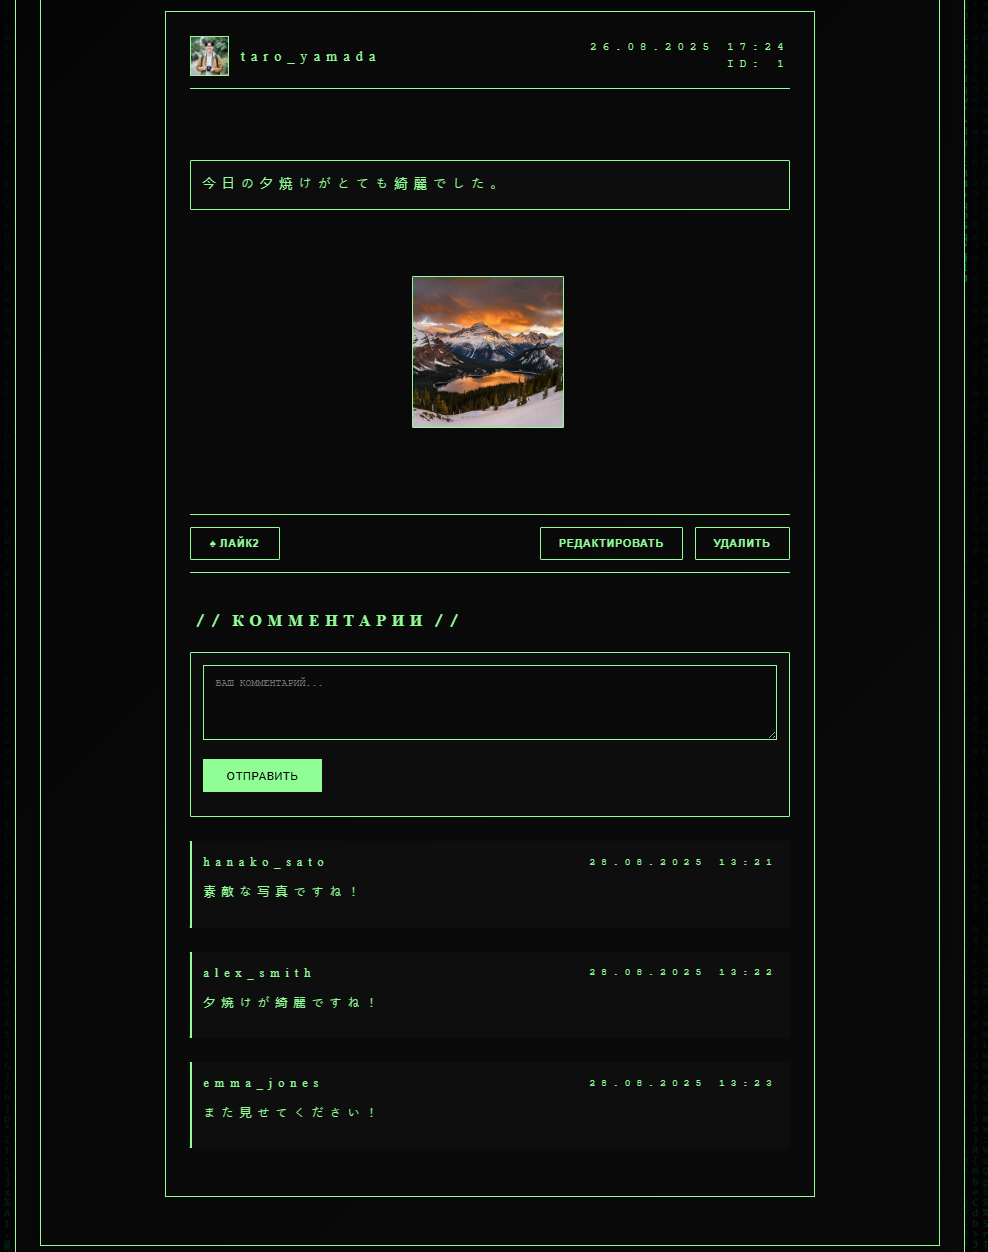 taro_yamada
26.08.2025 17:24
ID: 1
今日の夕焼けがとても綺麗でした。
♠ ЛАЙК2
РЕДАКТИРОВАТЬ
УДАЛИТЬ
// КОММЕНТАРИИ //
ВАШ КОММЕНТАРИЙ...
ОТПРАВИТЬ
hanako_sato
28.08.2025 13:21
素敵な写真ですね！
alex_smith
28.08.2025 13:22
夕焼けが綺麗ですね！
emma_jones
28.08.2025 13:23
また見せてください！